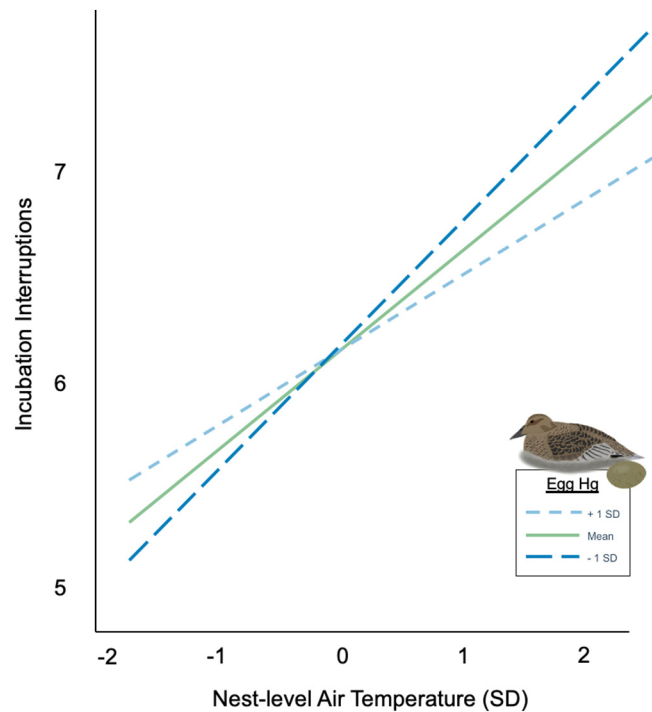 7
6
5
Incubation Interruptions
Egg Hg
+ 1 SD
Mean
- 1 SD
-2 -1 0 1 2
Nest-level Air Temperature (SD)